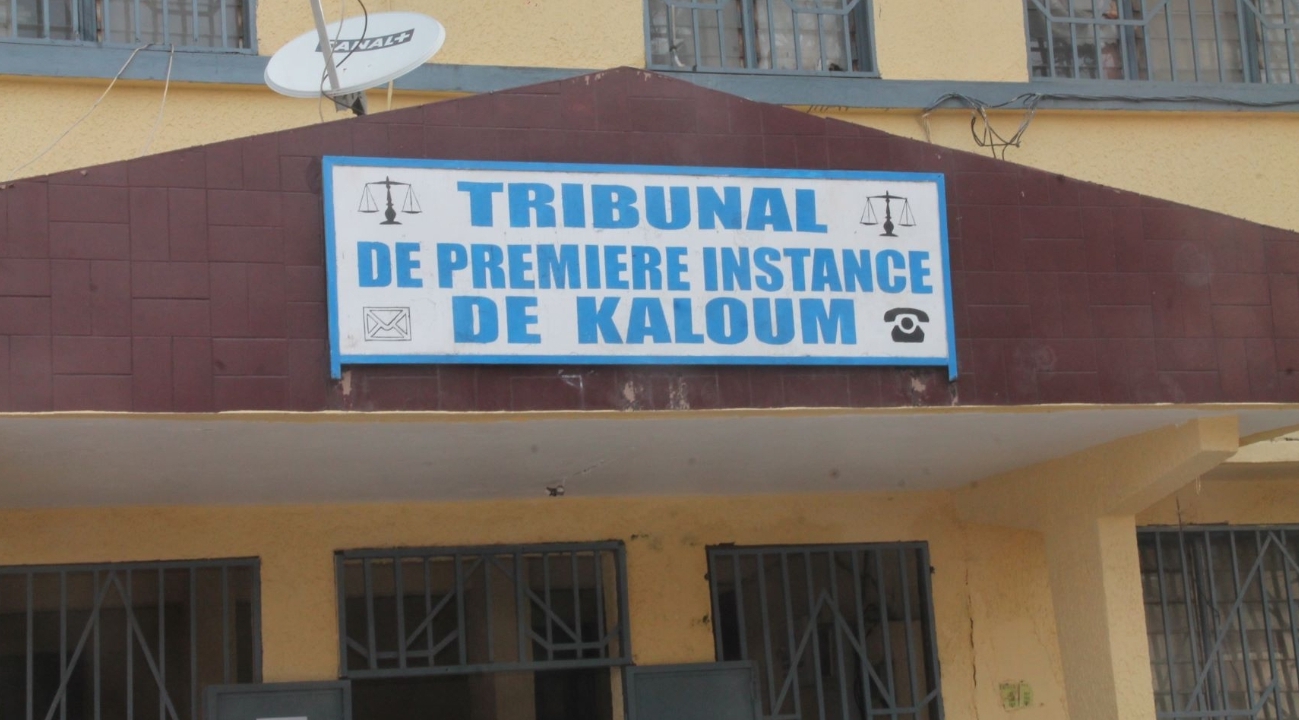 CANAL+
TRIBUNAL
DE PREMIERE INSTANCE
DE KALOUM